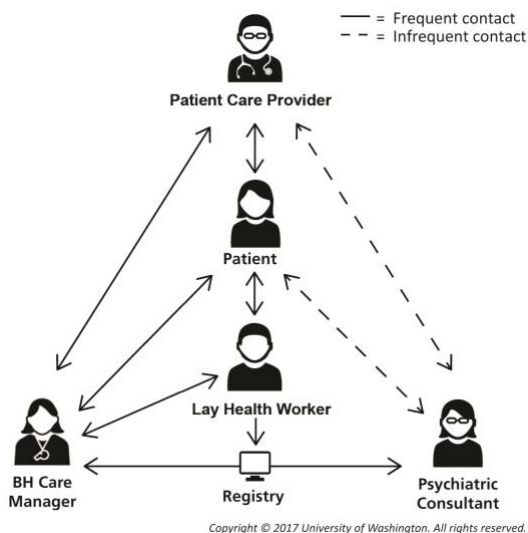 = Frequent contact
= Infrequent contact
Patient Care Provider
Patient
Lay Health Worker
BH Care
Manager
Registry
Psychiatric
Consultant
Copyright © 2017 University of Washington. All rights reserved.